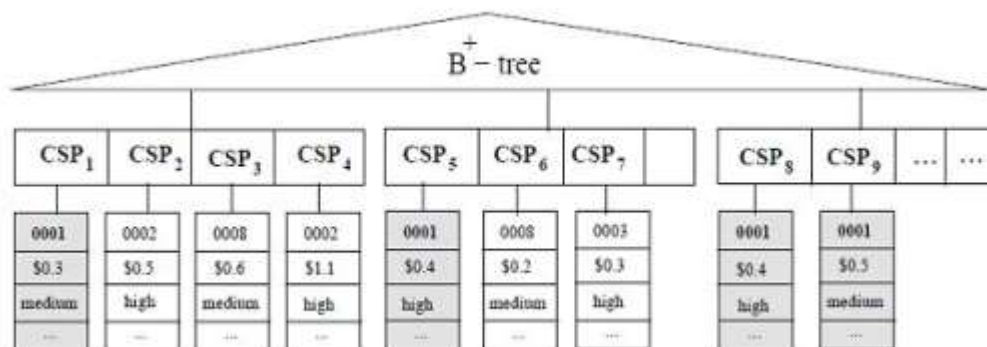 B+ – tree
CSP1 CSP2 CSP3 CSP4 CSP5 CSP6 CSP7 CSP8 CSP9 ... ...
0001 0002 0008 0002 0001 0008 0003 0001 0001
$0.3 $0.5 $0.6 $1.1 $0.4 $0.2 $0.3 $0.4 $0.5
medium high medium high high medium high high medium
... ... ... ... ... ... ... ... ...